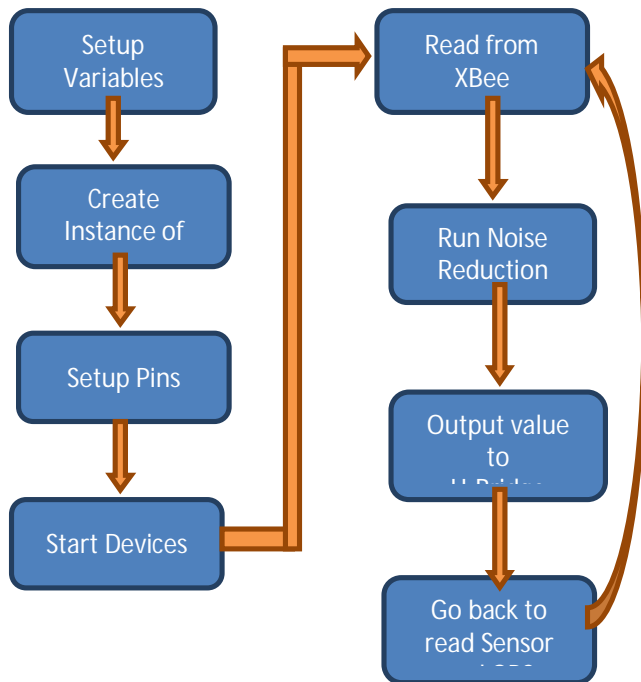 Setup
Variables
Create
Instance of
Setup Pins
Start Devices
Read from
XBee
Run Noise
Reduction
Output value
to
Go back to
read Sensor